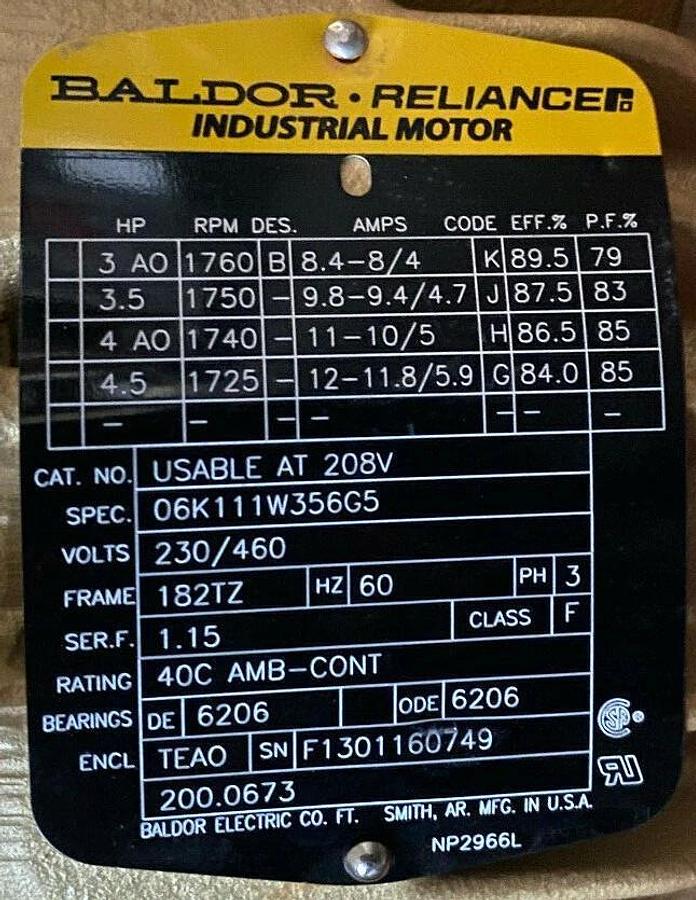 BALDOR · RELIANCE
INDUSTRIAL MOTOR
HP RPM DES. AMPS CODE EFF.% P.F.%
3 AO 1760 B 8.4-8/4 K 89.5 79
3.5 1750 - 9.8-9.4/4.7 J 87.5 83
4 AO 1740 - 11-10/5 H 86.5 85
4.5 1725 - 12-11.8/5.9 G 84.0 85
- - - - - - -
CAT. NO. USABLE AT 208V
SPEC. 06K111W356G5
VOLTS 230/460
FRAME 182TZ HZ 60 PH 3
SER.F. 1.15 CLASS F
RATING 40C AMB-CONT
BEARINGS DE 6206 ODE 6206
ENCL TEAO SN F1301160749
200.0673
BALDOR ELECTRIC CO. FT. SMITH, AR. MFG. IN U.S.A.
NP2966L